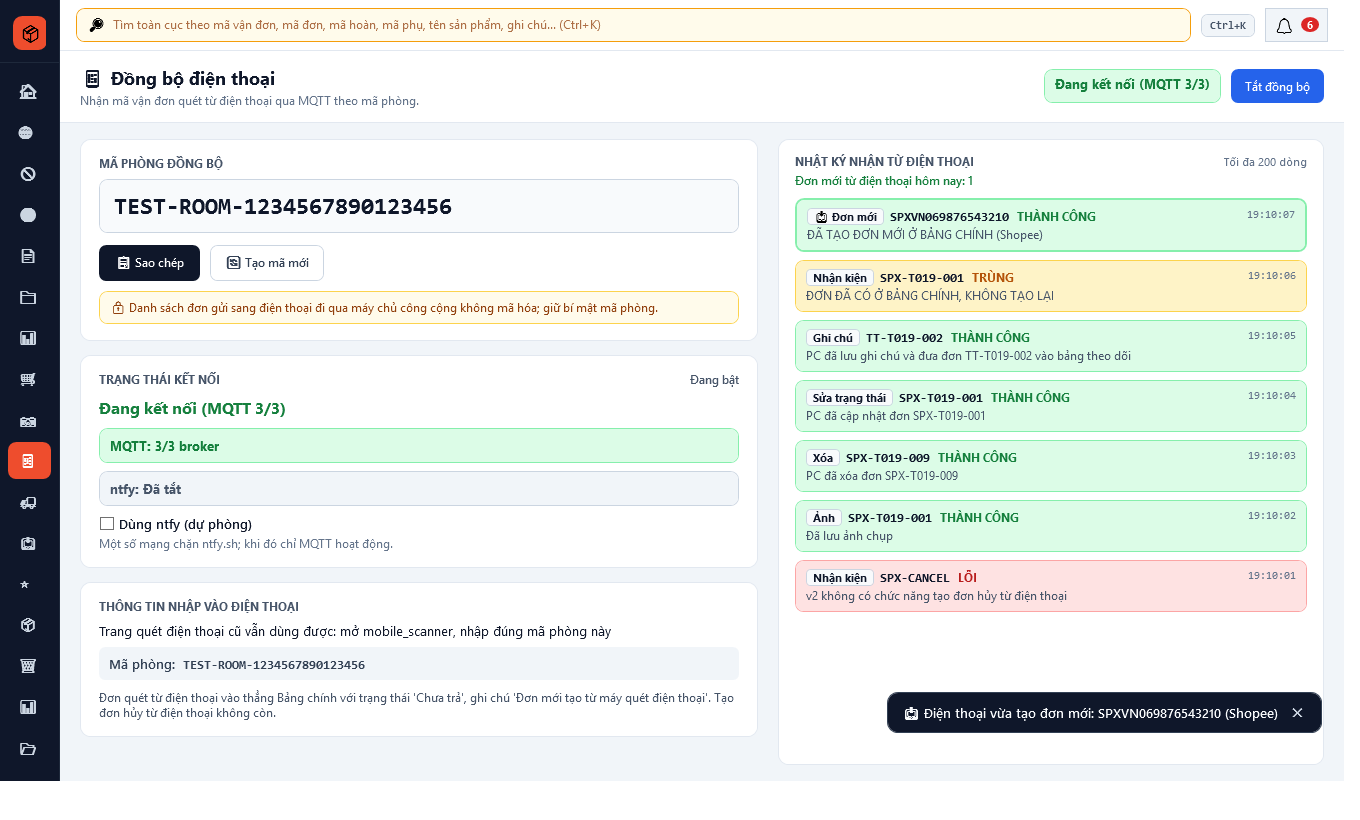 Tìm toàn cục theo mã vận đơn, mã đơn, mã hoàn, mã phụ, tên sản phẩm, ghi chú... (Ctrl+K)
Ctrl+K
6
Đồng bộ điện thoại
Nhận mã vận đơn quét từ điện thoại qua MQTT theo mã phòng.
Đang kết nối (MQTT 3/3)
Tắt đồng bộ
MÃ PHÒNG ĐỒNG BỘ
TEST-ROOM-1234567890123456
Sao chép
Tạo mã mới
Danh sách đơn gửi sang điện thoại đi qua máy chủ công cộng không mã hóa; giữ bí mật mã phòng.
TRẠNG THÁI KẾT NỐI
Đang bật
Đang kết nối (MQTT 3/3)
MQTT: 3/3 broker
ntfy: Đã tắt
Dùng ntfy (dự phòng)
Một số mạng chặn ntfy.sh; khi đó chỉ MQTT hoạt động.
THÔNG TIN NHẬP VÀO ĐIỆN THOẠI
Trang quét điện thoại cũ vẫn dùng được: mở mobile_scanner, nhập đúng mã phòng này
Mã phòng: TEST-ROOM-1234567890123456
Đơn quét từ điện thoại vào thẳng Bảng chính với trạng thái 'Chưa trả', ghi chú 'Đơn mới tạo từ máy quét điện thoại'. Tạo
đơn hủy từ điện thoại không còn.
NHẬT KÝ NHẬN TỪ ĐIỆN THOẠI
Tối đa 200 dòng
Đơn mới từ điện thoại hôm nay: 1
Đơn mới SPXVN069876543210 THÀNH CÔNG 19:10:07
ĐÃ TẠO ĐƠN MỚI Ở BẢNG CHÍNH (Shopee)
Nhận kiện SPX-T019-001 TRÙNG 19:10:06
ĐƠN ĐÃ CÓ Ở BẢNG CHÍNH, KHÔNG TẠO LẠI
Ghi chú TT-T019-002 THÀNH CÔNG 19:10:05
PC đã lưu ghi chú và đưa đơn TT-T019-002 vào bảng theo dõi
Sửa trạng thái SPX-T019-001 THÀNH CÔNG 19:10:04
PC đã cập nhật đơn SPX-T019-001
Xóa SPX-T019-009 THÀNH CÔNG 19:10:03
PC đã xóa đơn SPX-T019-009
Ảnh SPX-T019-001 THÀNH CÔNG 19:10:02
Đã lưu ảnh chụp
Nhận kiện SPX-CANCEL LỖI 19:10:01
v2 không có chức năng tạo đơn hủy từ điện thoại
Điện thoại vừa tạo đơn mới: SPXVN069876543210 (Shopee)